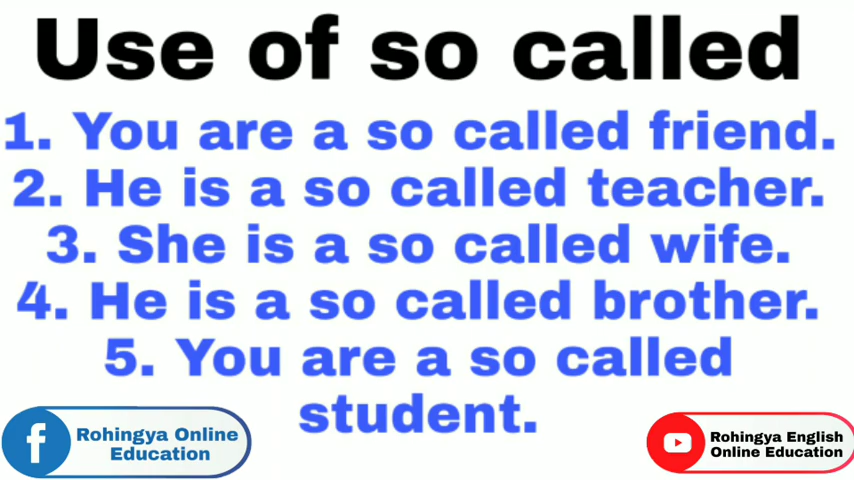 Use of so called
1. You are a so called friend.
2. He is a so called teacher.
3. She is a so called wife.
4. He is a so called brother.
5. You are a so called
student.
f
Rohingya Online
Education
Rohingya English
Online Education